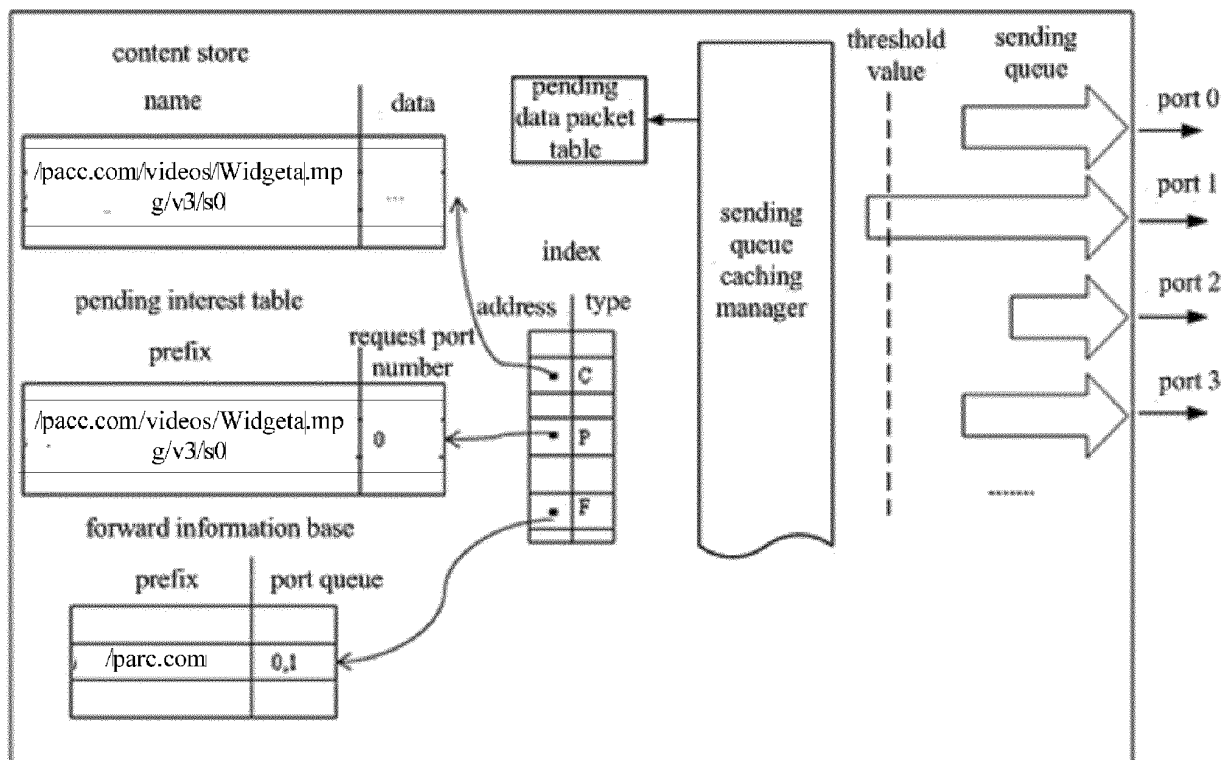 content store
name
data
/pacc.com/videos/Widgeta.mp
g/v3/s0
...
pending interest table
prefix
request port
number
/pacc.com/videos/Widgeta.mp
g/v3/s0
0
forward information base
prefix
port queue
/parc.com
0,1
index
address
type
C
P
F
pending
data packet
table
sending
queue
caching
manager
threshold
value
sending
queue
port 0
port 1
port 2
port 3
.......